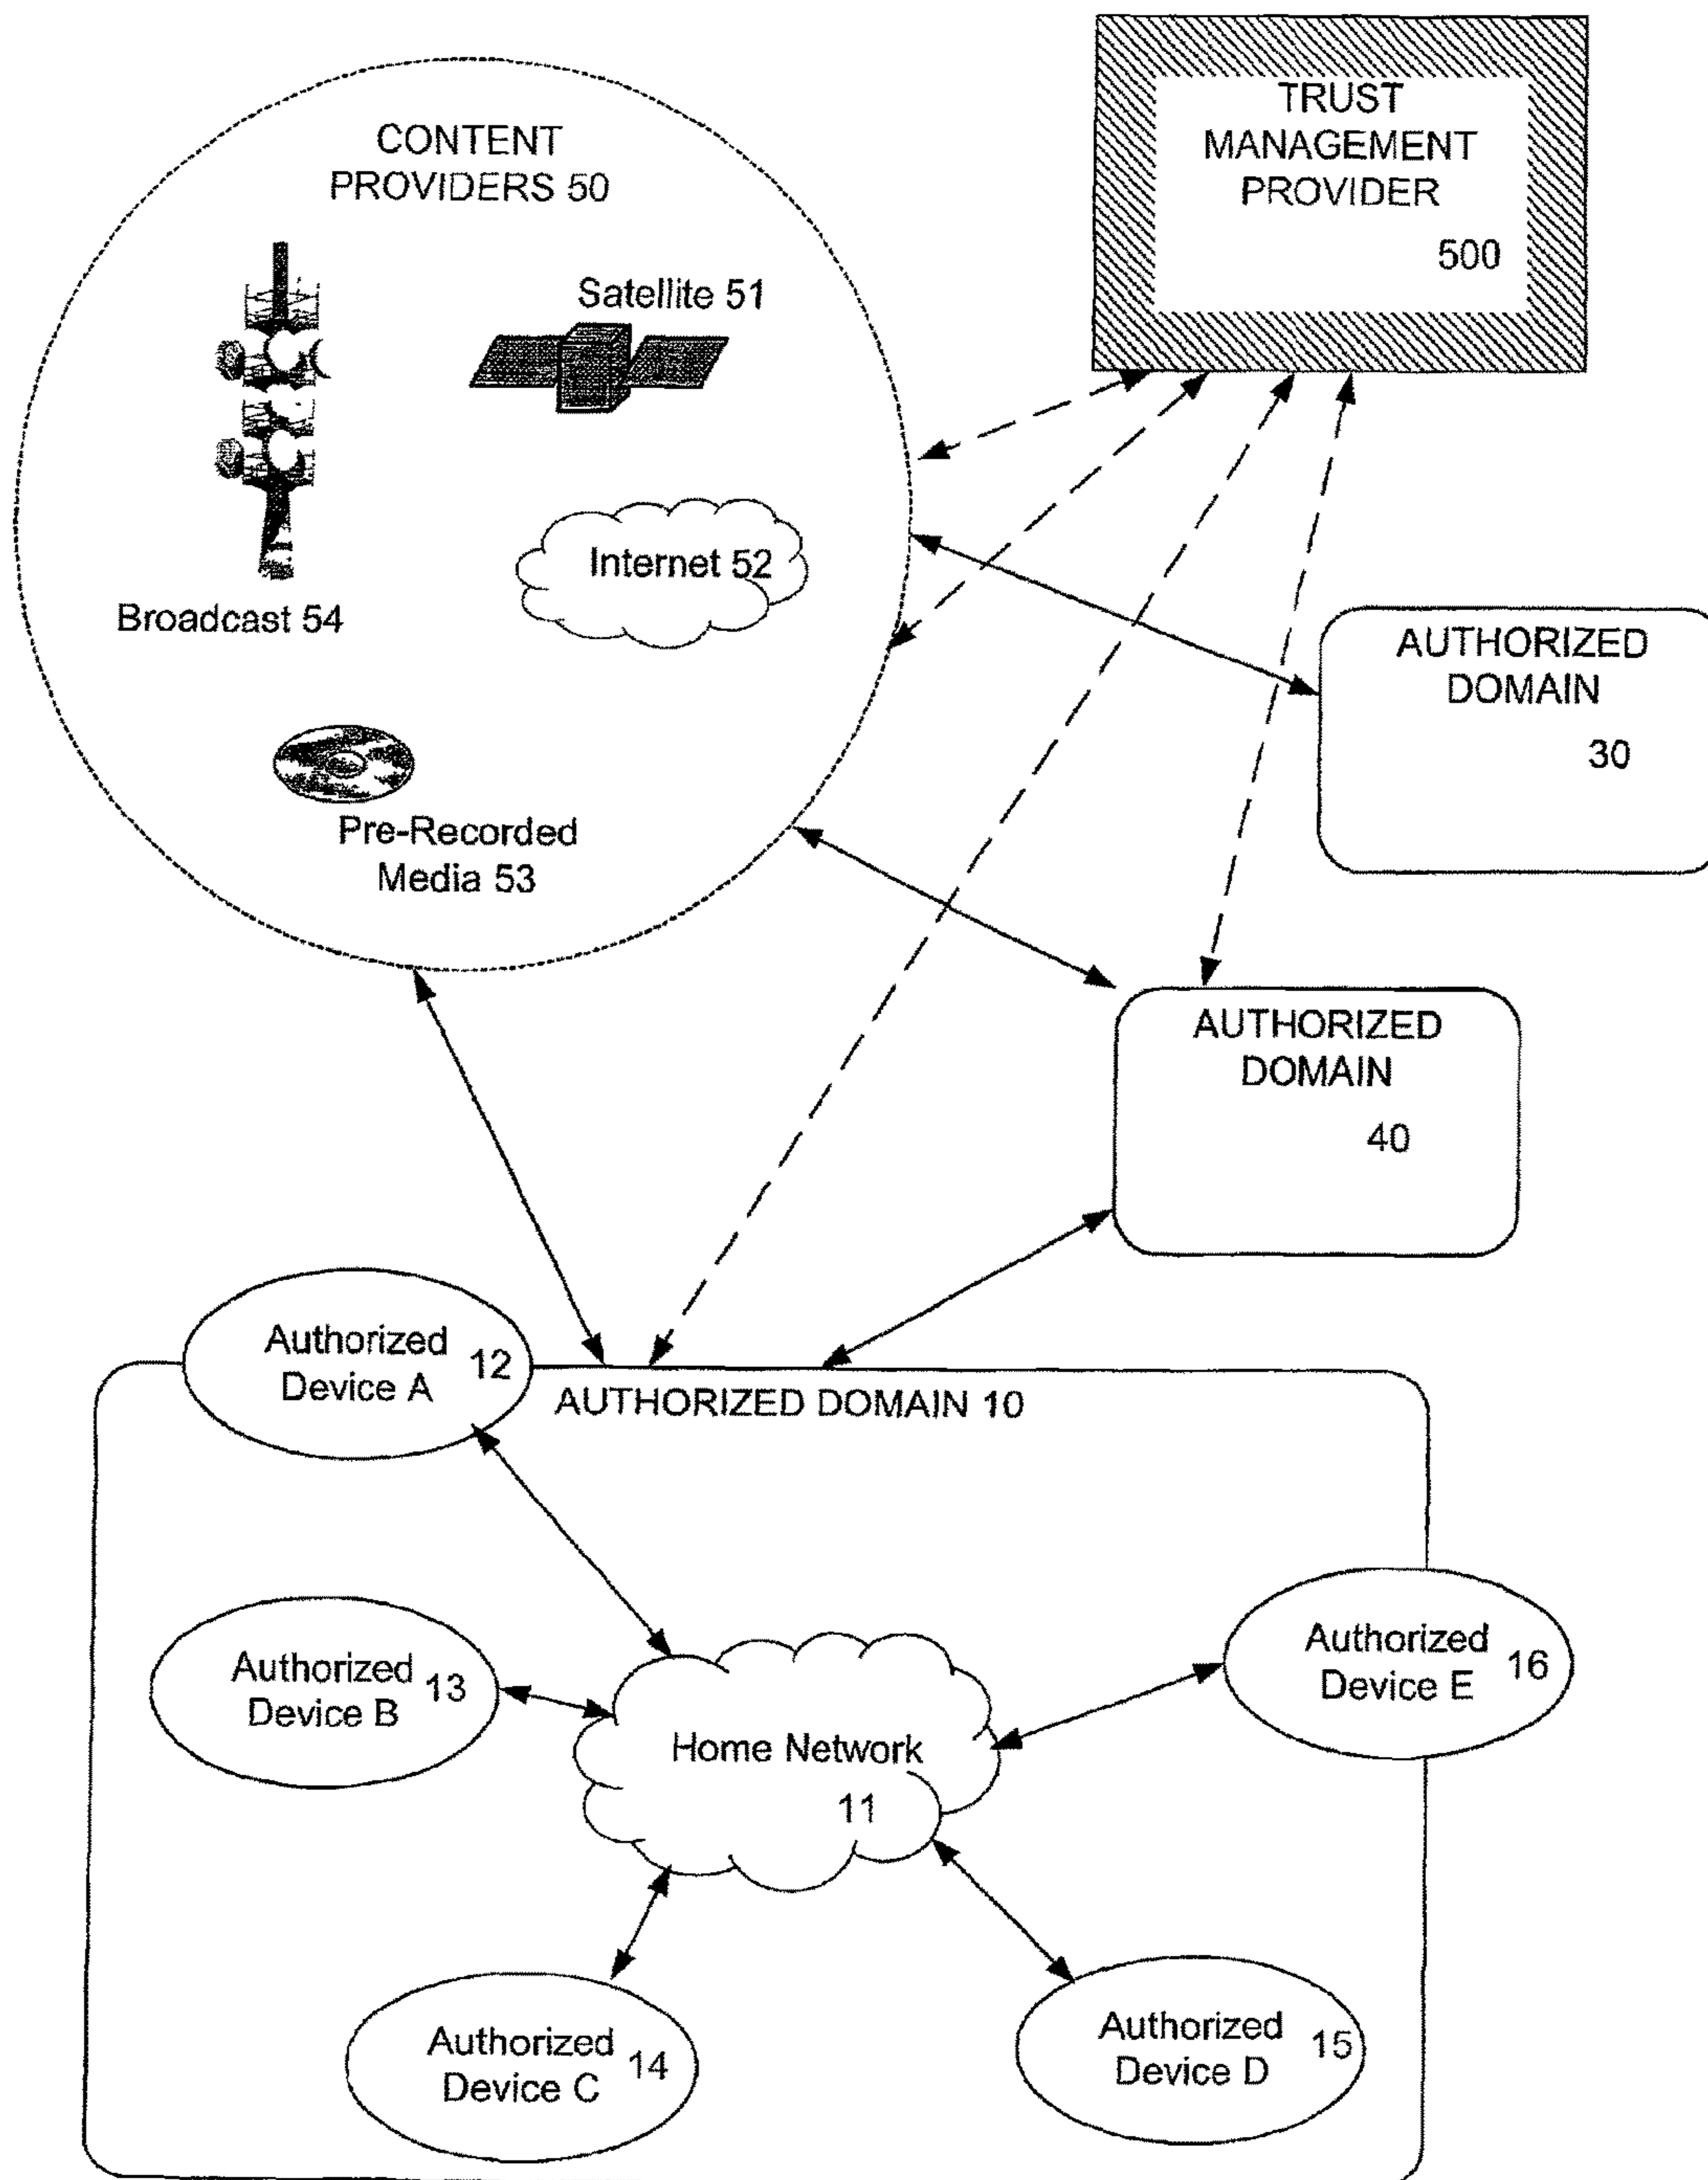 CONTENT
PROVIDERS 50
TRUST
MANAGEMENT
PROVIDER
500
Satellite 51
Internet 52
Broadcast 54
Pre-Recorded
Media 53
AUTHORIZED
DOMAIN
30
AUTHORIZED
DOMAIN
40
Authorized
Device A
12
AUTHORIZED DOMAIN 10
Authorized
Device B
13
Authorized
Device E
16
Home Network
11
Authorized
Device C
14
Authorized
Device D
15